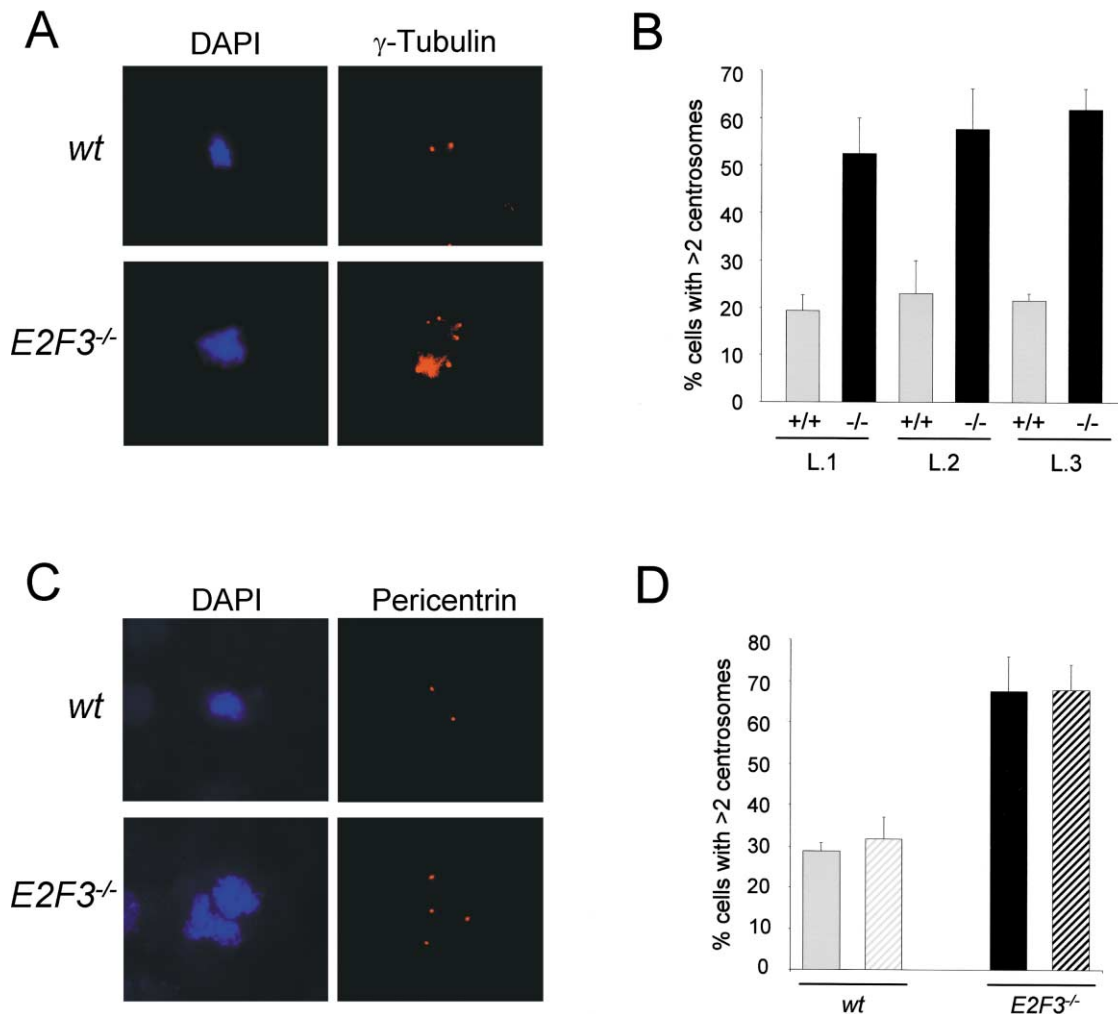 A
DAPI
γ-Tubulin
wt
E2F3-/-
B
% cells with >2 centrosomes
70
60
50
40
30
20
10
0
+/+ -/- +/+ -/- +/+ -/-
L.1 L.2 L.3
C
DAPI
Pericentrin
wt
E2F3-/-
D
% cells with >2 centrosomes
80
70
60
50
40
30
20
10
0
wt
E2F3-/-